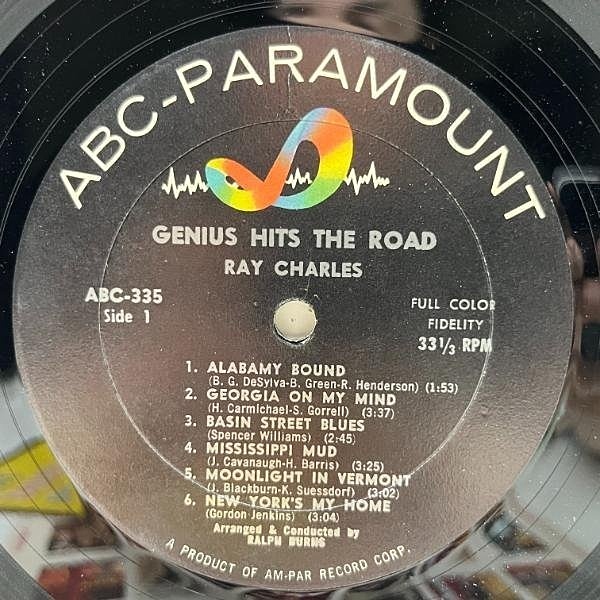 ABC-PARAMOUNT
GENIUS HITS THE ROAD
RAY CHARLES
ABC-335
Side 1
FULL COLOR
FIDELITY
33 1/3 RPM
1. ALABAMY BOUND
(B. G. DeSylva-B. Green-R. Henderson) (1:53)
2. GEORGIA ON MY MIND
(H. Carmichael-S. Gorrell) (3:37)
3. BASIN STREET BLUES
(Spencer Williams) (2:45)
4. MISSISSIPPI MUD
(J. Cavanaugh-H. Barris) (3:25)
5. MOONLIGHT IN VERMONT
(J. Blackburn-K. Suessdorf) (3:02)
6. NEW YORK'S MY HOME
(Gordon Jenkins) (3:04)
Arranged & Conducted by
RALPH BURNS
A PRODUCT OF AM-PAR RECORD CORP.